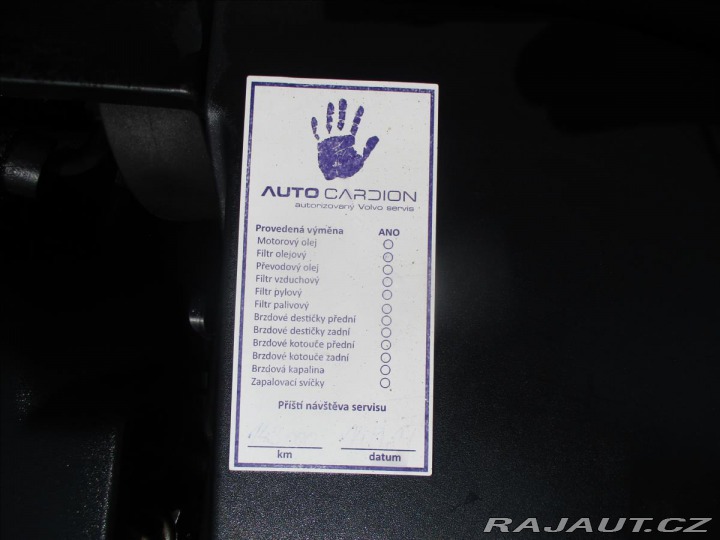 AUTO CARDION
autorizovaný Volvo servis
Provedená výměna ANO
Motorový olej
Filtr olejový
Převodový olej
Filtr vzduchový
Filtr pylový
Filtr palivový
Brzdové destičky přední
Brzdové destičky zadní
Brzdové kotouče přední
Brzdové kotouče zadní
Brzdová kapalina
Zapalovací svíčky
Příští návštěva servisu
km datum
RAJAUT.CZ